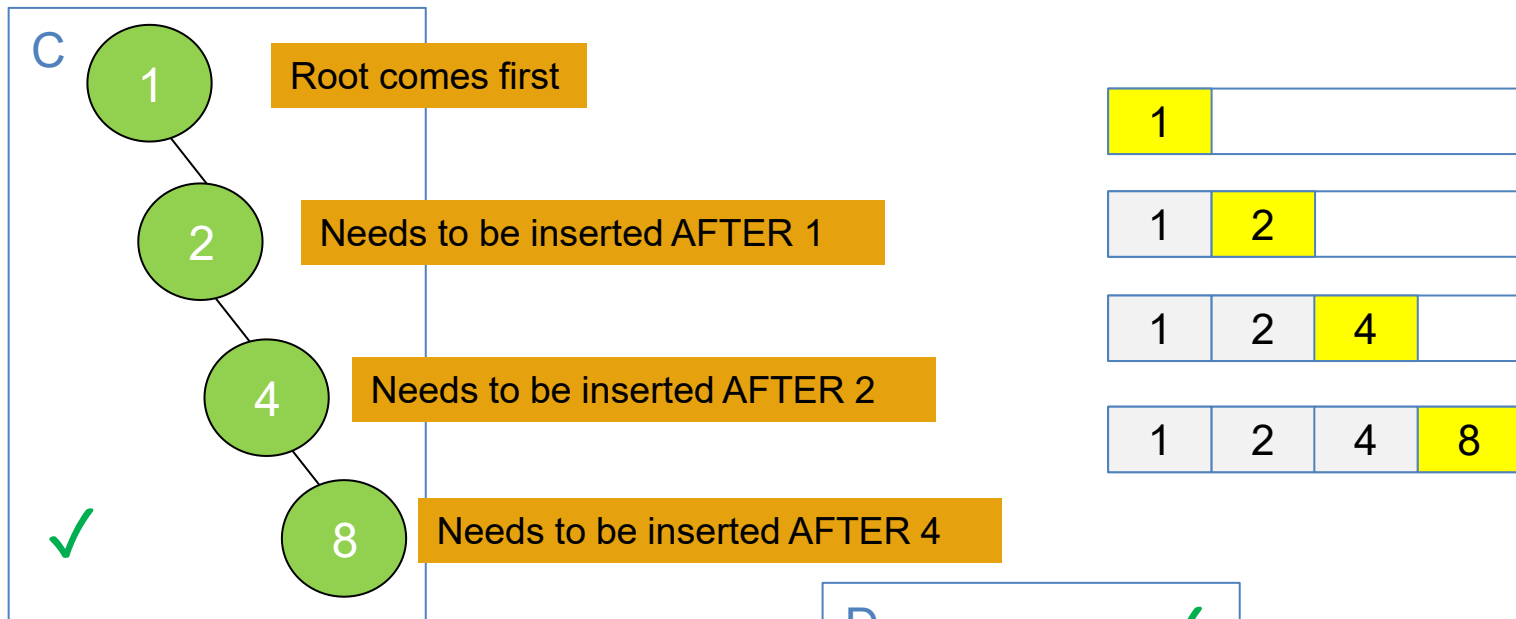 C
1
Root comes first
2
Needs to be inserted AFTER 1
4
Needs to be inserted AFTER 2
8
Needs to be inserted AFTER 4
1
1 2
1 2 4
1 2 4 8
D